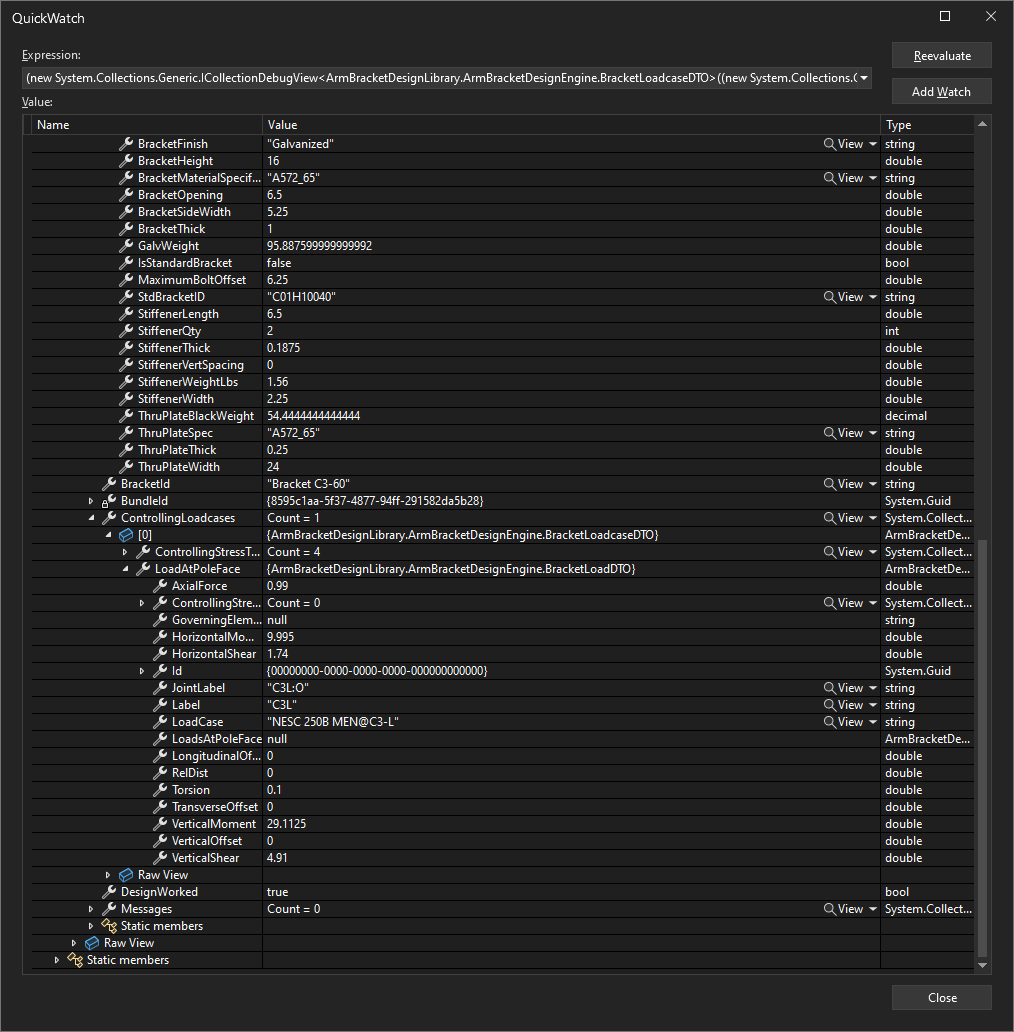 QuickWatch
Expression:
Reevaluate
(new System.Collections.Generic.ICollectionDebugView<ArmBracketDesignLibrary.ArmBracketDesignEngine.BracketLoadcaseDTO>((new System.Collections.(
Add Watch
Value:
Name Value Type
BracketFinish "Galvanized" View string
BracketHeight 16 double
BracketMaterialSpecif... "A572_65" View string
BracketOpening 6.5 double
BracketSideWidth 5.25 double
BracketThick 1 double
GalvWeight 95.887599999999992 double
IsStandardBracket false bool
MaximumBoltOffset 6.25 double
StdBracketID "C01H10040" View string
StiffenerLength 6.5 double
StiffenerQty 2 int
StiffenerThick 0.1875 double
StiffenerVertSpacing 0 double
StiffenerWeightLbs 1.56 double
StiffenerWidth 2.25 double
ThruPlateBlackWeight 54.4444444444444 decimal
ThruPlateSpec "A572_65" View string
ThruPlateThick 0.25 double
ThruPlateWidth 24 double
BracketId "Bracket C3-60" View string
BundleId {8595c1aa-5f37-4877-94ff-291582da5b28} System.Guid
ControllingLoadcases Count = 1 View System.Collect...
[0] {ArmBracketDesignLibrary.ArmBracketDesignEngine.BracketLoadcaseDTO} ArmBracketDe...
ControllingStressT... Count = 4 View System.Collect...
LoadAtPoleFace {ArmBracketDesignLibrary.ArmBracketDesignEngine.BracketLoadDTO} ArmBracketDe...
AxialForce 0.99 double
ControllingStre... Count = 0 View System.Collect...
GoverningElem... null string
HorizontalMo... 9.995 double
HorizontalShear 1.74 double
Id {00000000-0000-0000-0000-000000000000} System.Guid
JointLabel "C3L:O" View string
Label "C3L" View string
LoadCase "NESC 250B MEN@C3-L" View string
LoadsAtPoleFace null ArmBracketDe...
LongitudinalOf... 0 double
RelDist 0 double
Torsion 0.1 double
TransverseOffset 0 double
VerticalMoment 29.1125 double
VerticalOffset 0 double
VerticalShear 4.91 double
Raw View
DesignWorked true bool
Messages Count = 0 View System.Collect...
Static members
Raw View
Static members
Close